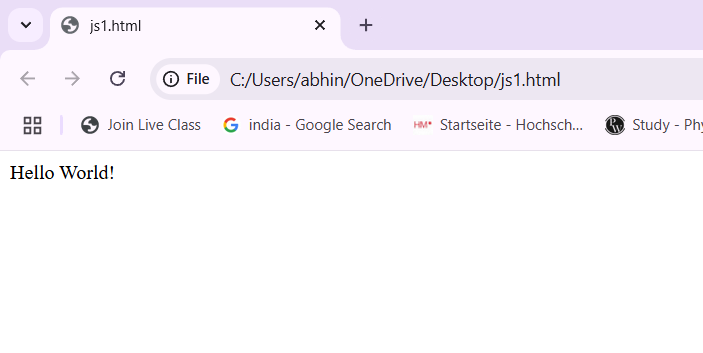 js1.html
File C:/Users/abhin/OneDrive/Desktop/js1.html
Join Live Class india - Google Search HM Startseite - Hochsch... PW Study - Phy
Hello World!